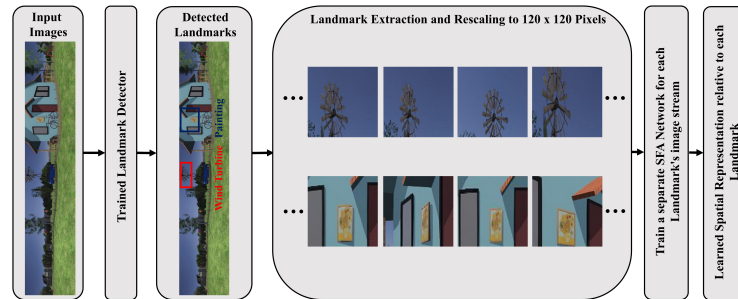 Input
Images
Trained Landmark Detector
Detected
Landmarks
Painting
Wind Turbine
Landmark Extraction and Rescaling to 120 x 120 Pixels
Train a separate SFA Network for each
Landmark's image stream
Learned Spatial Representation relative to each
Landmark